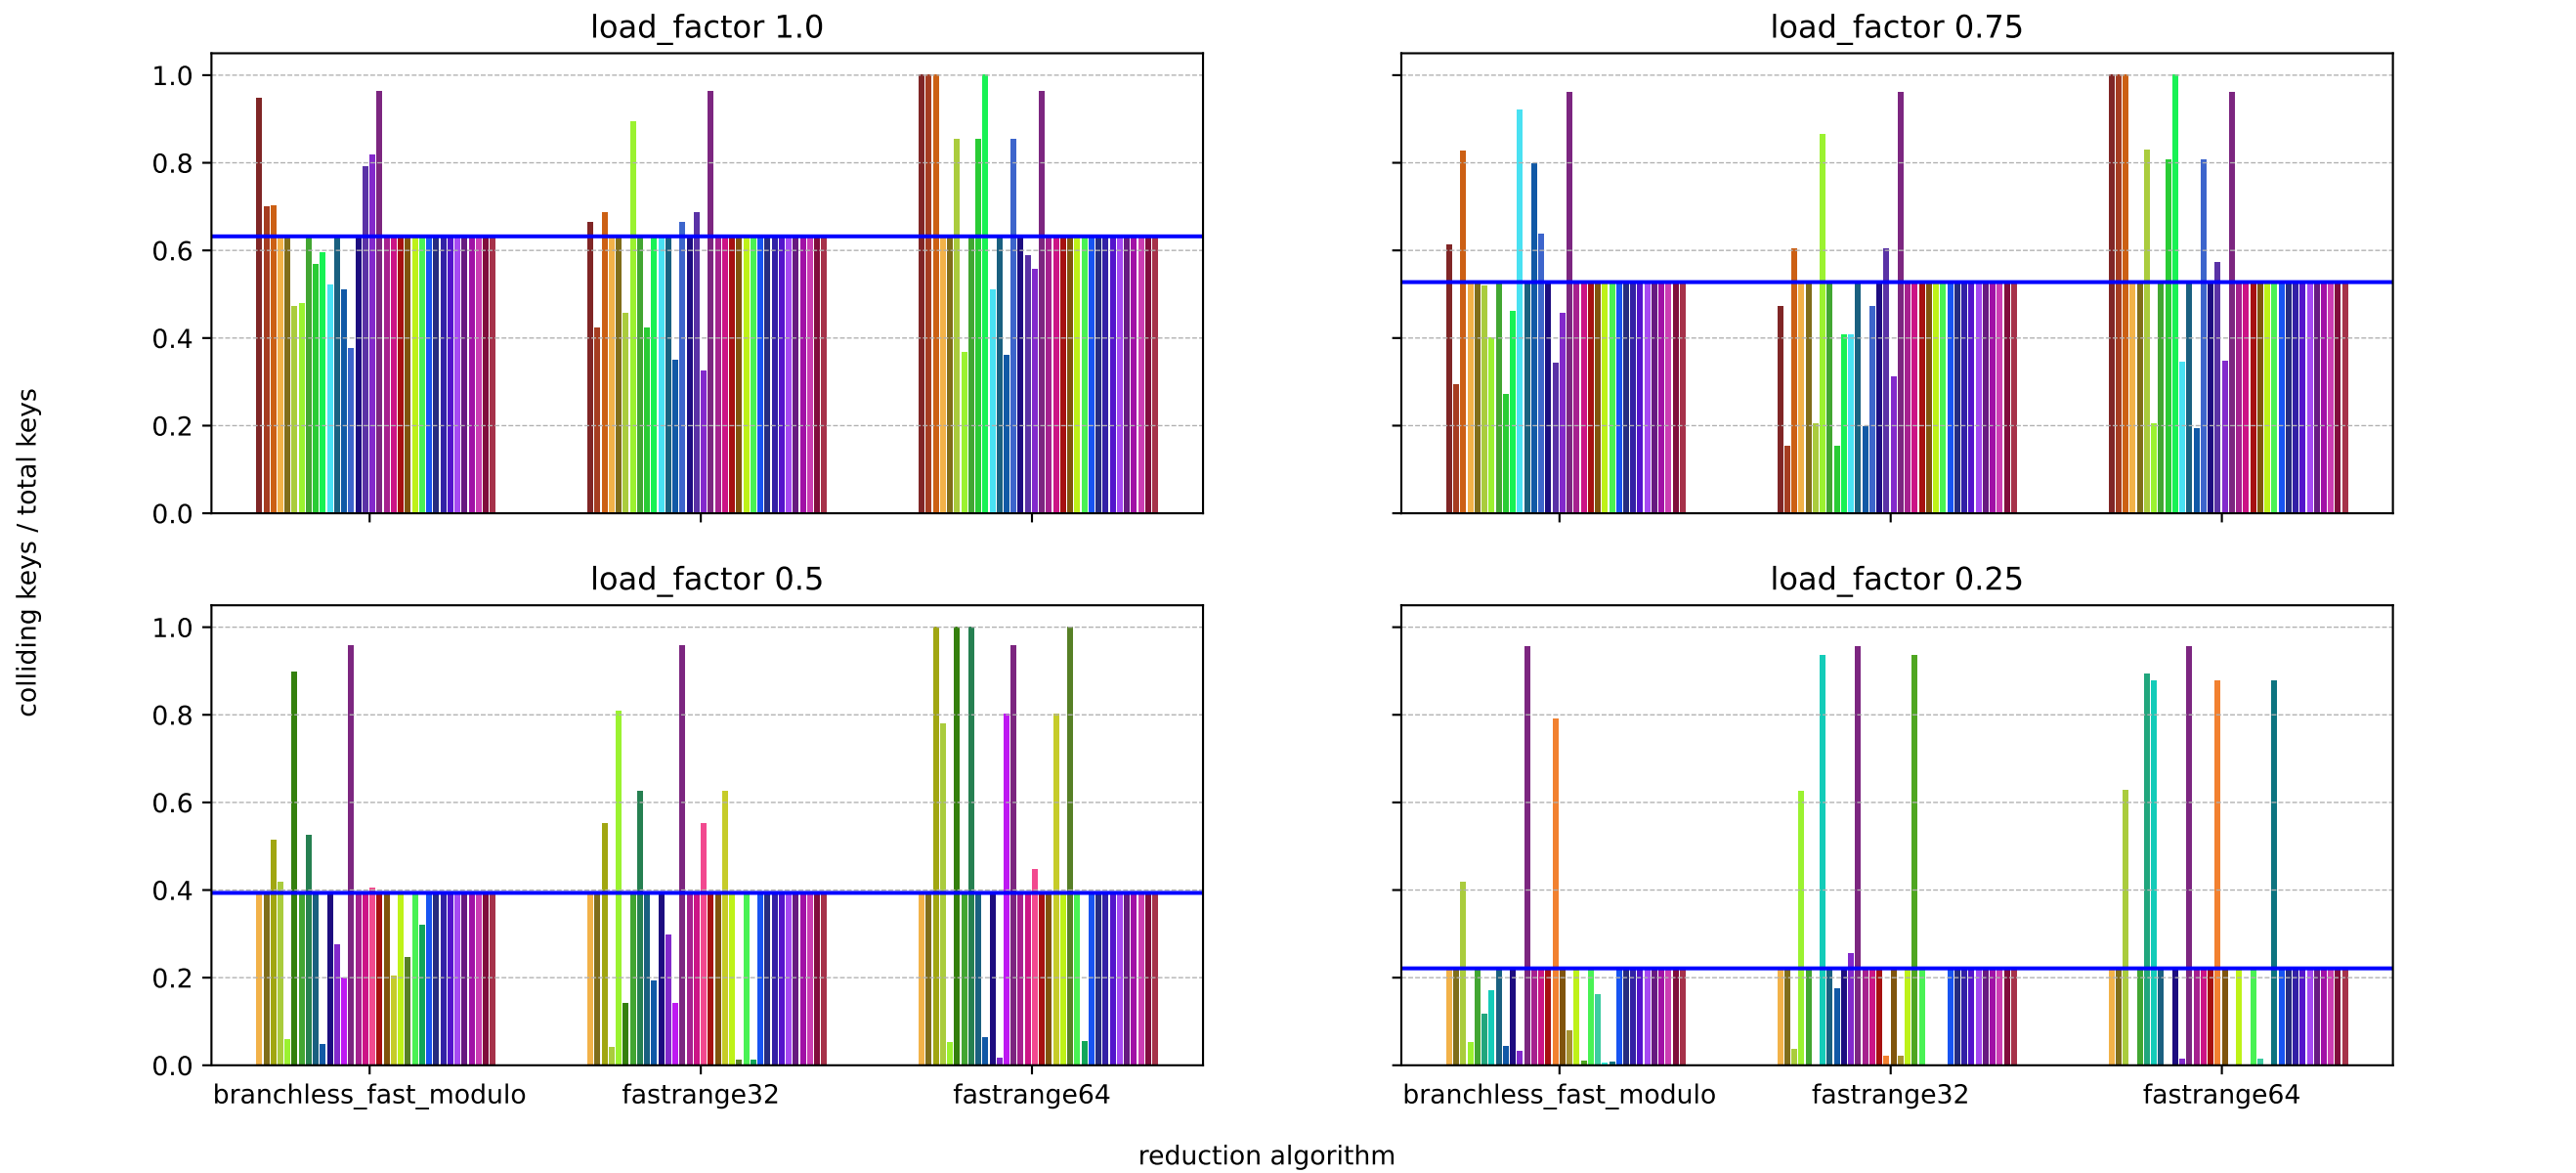 load_factor 1.0
load_factor 0.75
1.0
0.8
0.6
0.4
0.2
0.0
load_factor 0.5
load_factor 0.25
1.0
0.8
0.6
0.4
0.2
0.0
colliding keys / total keys
branchless_fast_modulo
fastrange32
fastrange64
branchless_fast_modulo
fastrange32
fastrange64
reduction algorithm